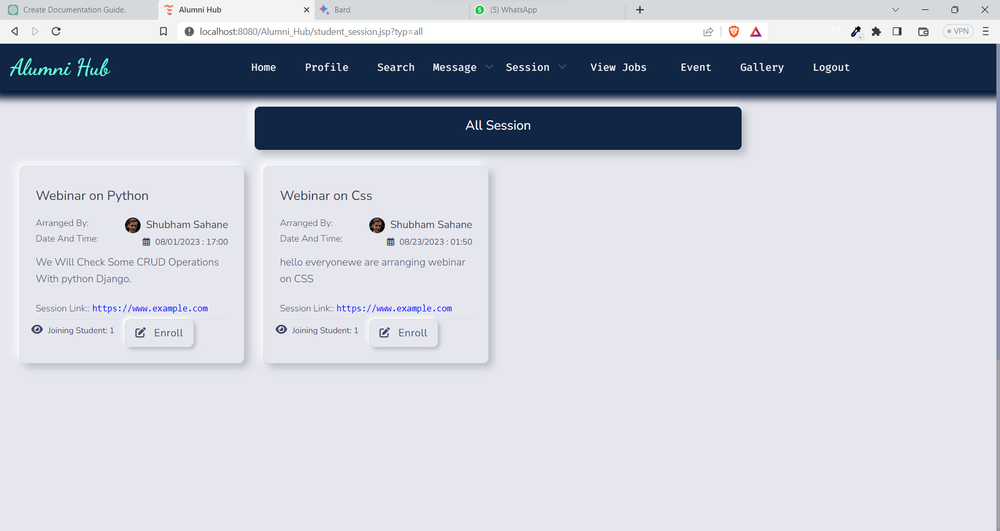 Create Documentation Guide.
Alumni Hub
Bard
5
(5) WhatsApp
localhost:8080/Alumni_Hub/student_session.jsp?typ=all
VPN
Alumni Hub
Home Profile Search Message Session View Jobs Event Gallery Logout
All Session
Webinar on Python
Arranged By: Shubham Sahane
Date And Time: 08/01/2023 : 17:00
We Will Check Some CRUD Operations
With python Django.
Session Link:: https://www.example.com
Joining Student: 1 Enroll
Webinar on Css
Arranged By: Shubham Sahane
Date And Time: 08/23/2023 : 01:50
hello everyonewe are arranging webinar
on CSS
Session Link:: https://www.example.com
Joining Student: 1 Enroll